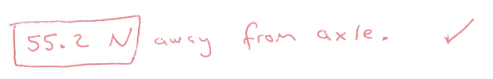 55.2 N away from axle. ✓